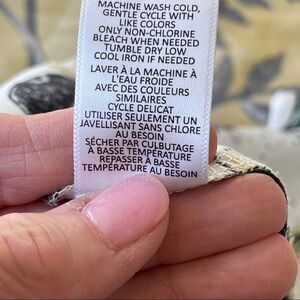 MACHINE WASH COLD,
GENTLE CYCLE WITH
LIKE COLORS
ONLY NON-CHLORINE
BLEACH WHEN NEEDED
TUMBLE DRY LOW
COOL IRON IF NEEDED
LAVER À LA MACHINE À
L'EAU FROIDE
AVEC DES COULEURS
SIMILAIRES
CYCLE DELICAT
UTILISER SEULEMENT UN
JAVELLISANT SANS CHLORE
AU BESOIN
SÉCHER PAR CULBUTAGE
À BASSE TEMPÉRATURE
REPASSER À BASSE
TEMPÉRATURE AU BESOIN